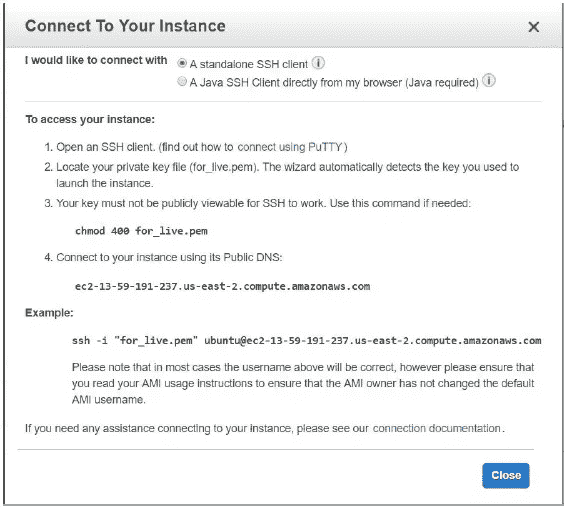 Connect To Your Instance
×
I would like to connect with
A standalone SSH client i
A Java SSH Client directly from my browser (Java required) i
To access your instance:
1. Open an SSH client. (find out how to connect using PuTTY)
2. Locate your private key file (for_live.pem). The wizard automatically detects the key you used to
launch the instance.
3. Your key must not be publicly viewable for SSH to work. Use this command if needed:
chmod 400 for_live.pem
4. Connect to your instance using its Public DNS:
ec2-13-59-191-237.us-east-2.compute.amazonaws.com
Example:
ssh -i "for_live.pem" ubuntu@ec2-13-59-191-237.us-east-2.compute.amazonaws.com
Please note that in most cases the username above will be correct, however please ensure that
you read your AMI usage instructions to ensure that the AMI owner has not changed the default
AMI username.
If you need any assistance connecting to your instance, please see our connection documentation.
Close